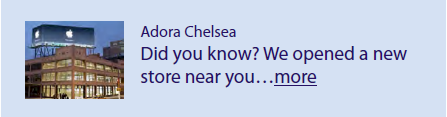 Adora Chelsea
Did you know? We opened a new
store near you…more